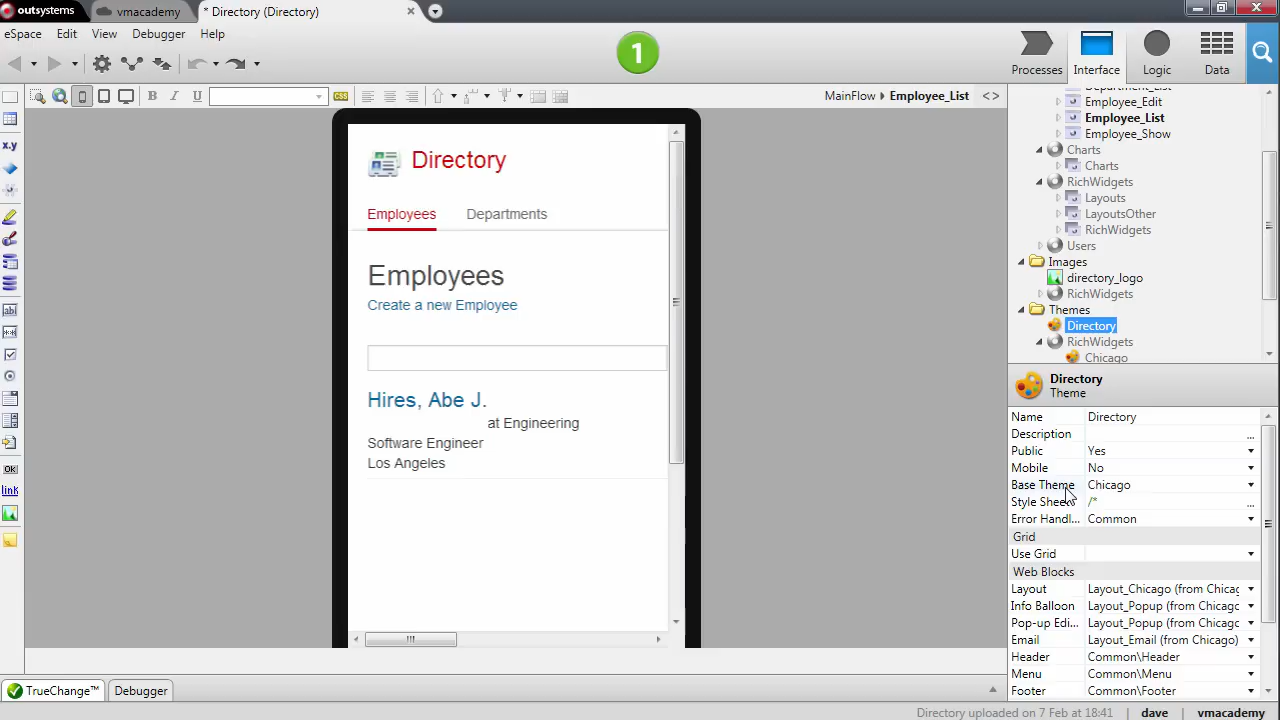 outsystems
vmacademy
* Directory (Directory)
eSpace Edit View Debugger Help
1
Processes Interface Logic Data
B I U
CSS
MainFlow Employee_List <>
Employee_Edit
Employee_List
Employee_Show
Charts
Charts
RichWidgets
Layouts
LayoutsOther
RichWidgets
Users
Images
directory_logo
RichWidgets
Themes
Directory
RichWidgets
Chicago
x.y
OK
link
Directory
Employees Departments
Employees
Create a new Employee
Hires, Abe J.
at Engineering
Software Engineer
Los Angeles
Directory
Theme
Name Directory
Description ...
Public Yes
Mobile No
Base Theme Chicago
Style Sheet /* ...
Error Handl... Common
Grid
Use Grid
Web Blocks
Layout Layout_Chicago (from Chicag
Info Balloon Layout_Popup (from Chicago
Pop-up Edi... Layout_Popup (from Chicago
Email Layout_Email (from Chicago)
Header Common\Header
Menu Common\Menu
Footer Common\Footer
TrueChange™ Debugger
Directory uploaded on 7 Feb at 18:41 dave vmacademy